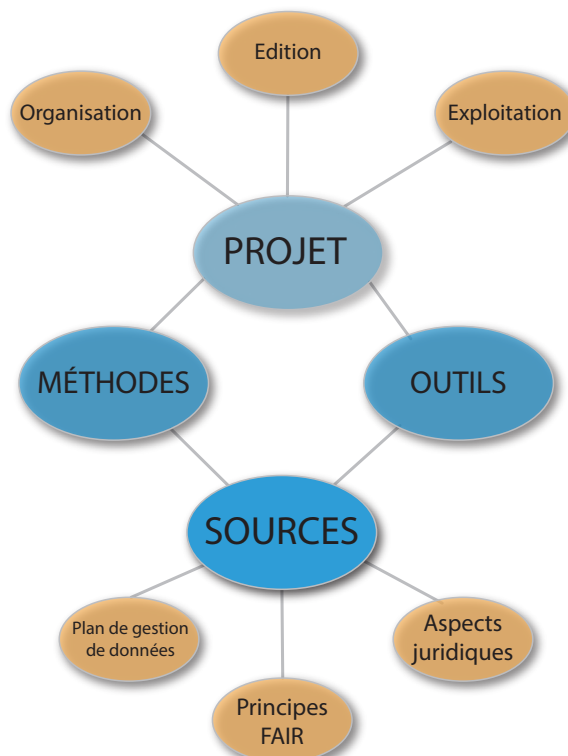 Edition
Organisation
Exploitation
PROJET
MÉTHODES
OUTILS
SOURCES
Plan de gestion
de données
Aspects
juridiques
Principes
FAIR